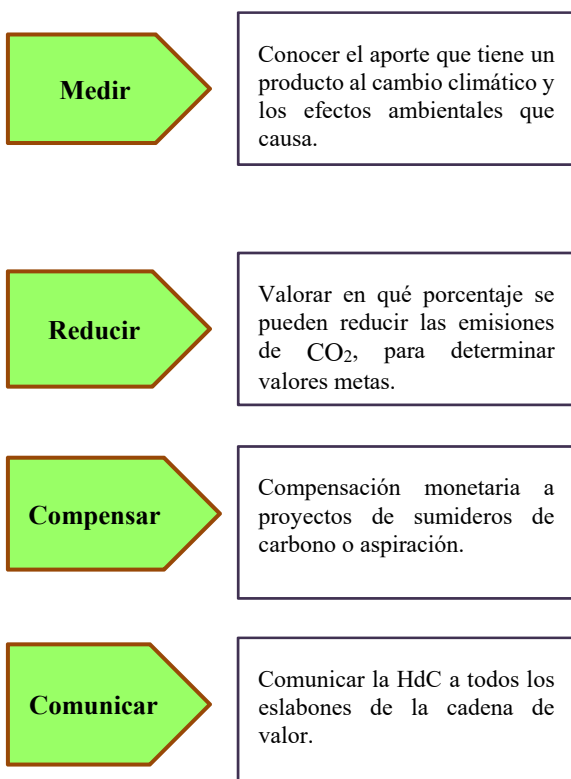 Medir
Conocer el aporte que tiene un
producto al cambio climático y
los efectos ambientales que
causa.
Reducir
Valorar en qué porcentaje se
pueden reducir las emisiones
de CO₂, para determinar
valores metas.
Compensar
Compensación monetaria a
proyectos de sumideros de
carbono o aspiración.
Comunicar
Comunicar la HdC a todos los
eslabones de la cadena de
valor.